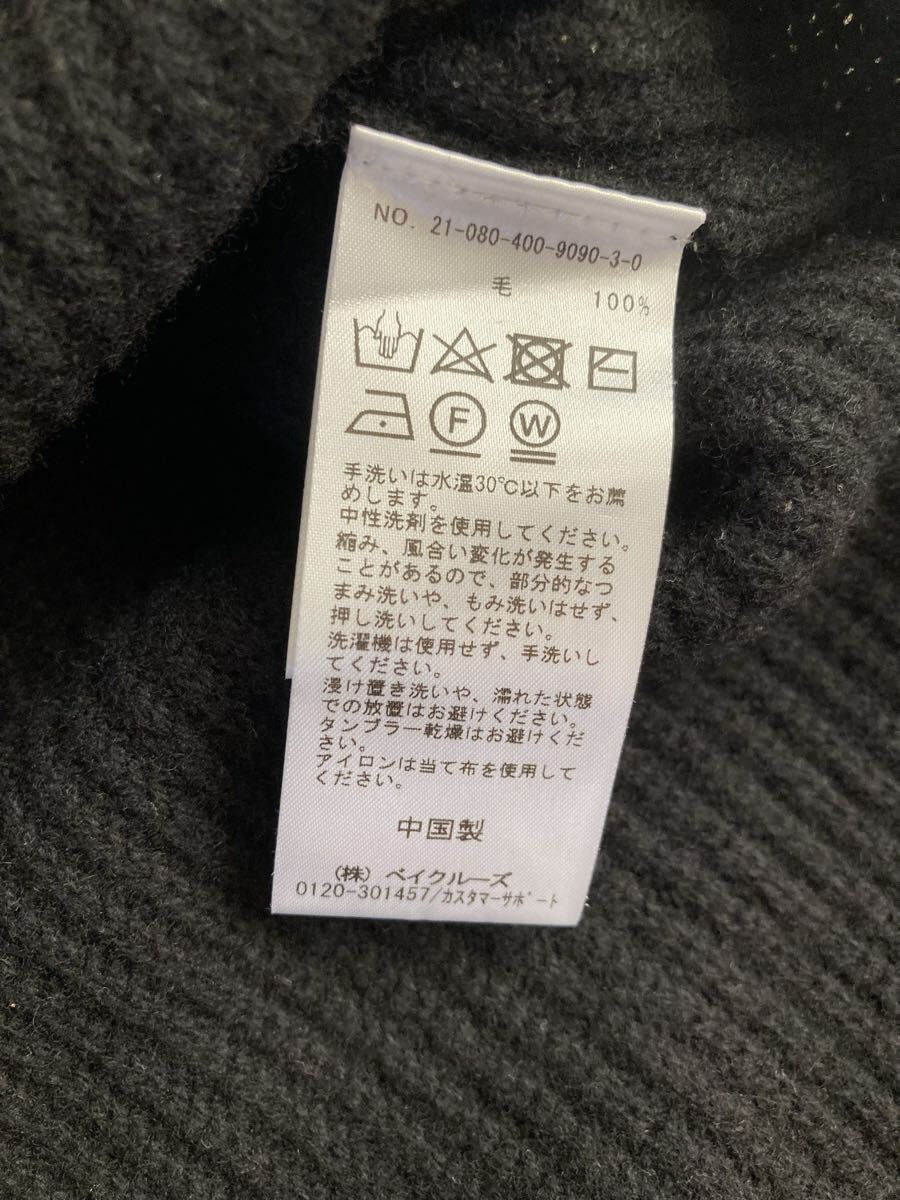 NO. 21-080-400-9090-3-0
毛 100%
F W
手洗いは水温30℃以下をお薦
めします。
中性洗剤を使用してください。
縮み、風合い変化が発生する
ことがあるので、部分的なつ
まみ洗いや、もみ洗いはせず、
押し洗いしてください。
洗濯機は使用せず、手洗いし
てください。
浸け置き洗いや、濡れた状態
での放置はお避けください。
タンブラー乾燥はお避けくだ
さい。
アイロンは当て布を使用して
ください。
中国製
(株) ベイクルーズ
0120-301457/カスタマーサポート